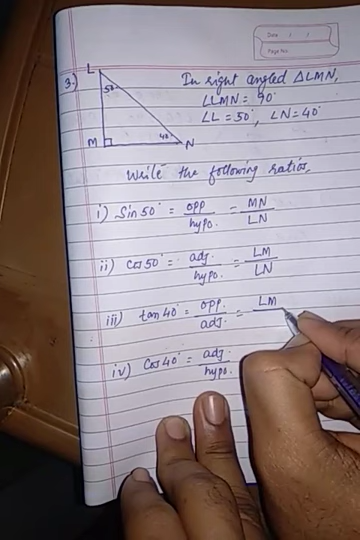 Date / /
Page No.
3.) In right angled △LMN,
∠LMN = 90°
∠L = 50°, ∠N = 40°
L
50°
M
40°
N
Write the following ratios,
i) Sin 50° = opp / hypo. = MN / LN
ii) Cos 50° = adj. / hypo. = LM / LN
iii) tan 40° = opp. / adj. = LM
iv) Cos 40° = adj. / hypo.